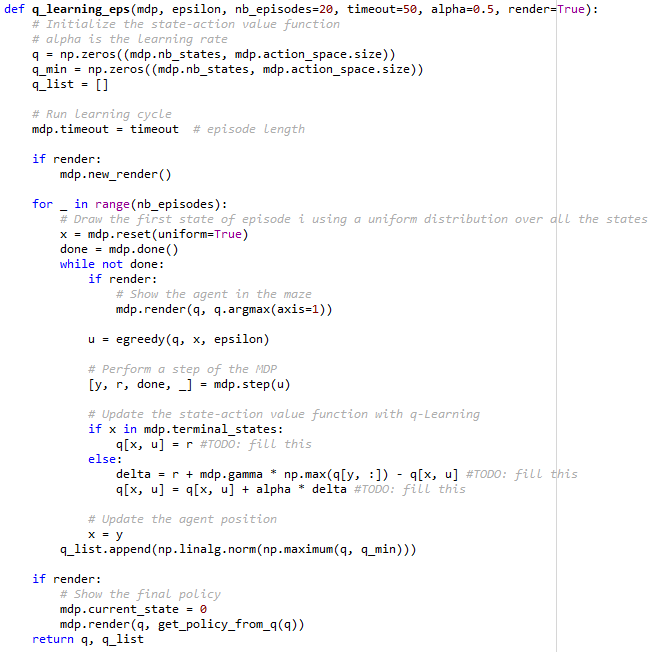 def q_learning_eps(mdp, epsilon, nb_episodes=20, timeout=50, alpha=0.5, render=True):
    # Initialize the state-action value function
    # alpha is the learning rate
    q = np.zeros((mdp.nb_states, mdp.action_space.size))
    q_min = np.zeros((mdp.nb_states, mdp.action_space.size))
    q_list = []

    # Run learning cycle
    mdp.timeout = timeout  # episode length

    if render:
        mdp.new_render()

    for _ in range(nb_episodes):
        # Draw the first state of episode i using a uniform distribution over all the states
        x = mdp.reset(uniform=True)
        done = mdp.done()
        while not done:
            if render:
                # Show the agent in the maze
                mdp.render(q, q.argmax(axis=1))

            u = egreedy(q, x, epsilon)

            # Perform a step of the MDP
            [y, r, done, _] = mdp.step(u)

            # Update the state-action value function with q-Learning
            if x in mdp.terminal_states:
                q[x, u] = r #TODO: fill this
            else:
                delta = r + mdp.gamma * np.max(q[y, :]) - q[x, u] #TODO: fill this
                q[x, u] = q[x, u] + alpha * delta #TODO: fill this

            # Update the agent position
            x = y
        q_list.append(np.linalg.norm(np.maximum(q, q_min)))

    if render:
        # Show the final policy
        mdp.current_state = 0
        mdp.render(q, get_policy_from_q(q))
    return q, q_list